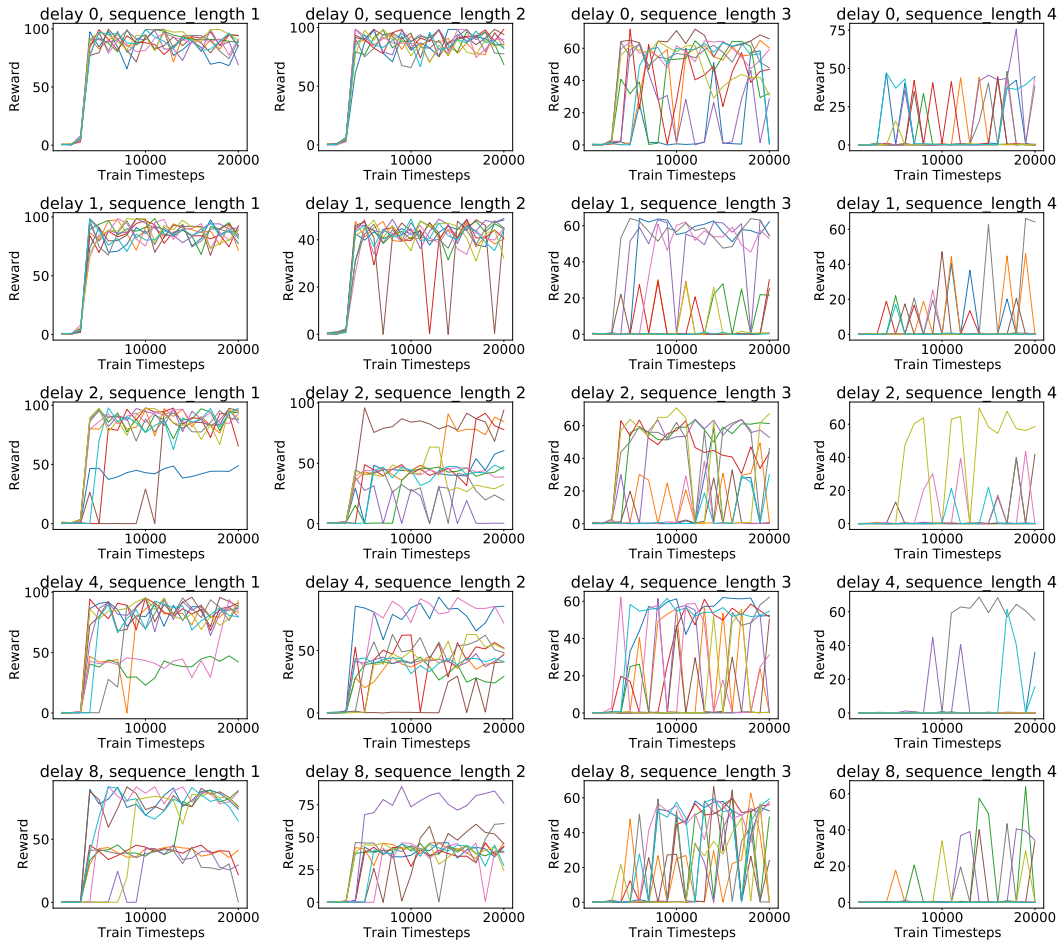 delay 0, sequence_length 1
100
50
0
Reward
10000
20000
Train Timesteps
delay 0, sequence_length 2
100
50
0
Reward
10000
20000
Train Timesteps
delay 0, sequence_length 3
60
40
20
0
Reward
10000
20000
Train Timesteps
delay 0, sequence_length 4
75
50
25
0
Reward
10000
20000
Train Timesteps
delay 1, sequence_length 1
100
50
0
Reward
10000
20000
Train Timesteps
delay 1, sequence_length 2
40
20
0
Reward
10000
20000
Train Timesteps
delay 1, sequence_length 3
60
40
20
0
Reward
10000
20000
Train Timesteps
delay 1, sequence_length 4
60
40
20
0
Reward
10000
20000
Train Timesteps
delay 2, sequence_length 1
100
50
0
Reward
10000
20000
Train Timesteps
delay 2, sequence_length 2
100
50
0
Reward
10000
20000
Train Timesteps
delay 2, sequence_length 3
60
40
20
0
Reward
10000
20000
Train Timesteps
delay 2, sequence_length 4
60
40
20
0
Reward
10000
20000
Train Timesteps
delay 4, sequence_length 1
100
50
0
Reward
10000
20000
Train Timesteps
delay 4, sequence_length 2
75
50
25
0
Reward
10000
20000
Train Timesteps
delay 4, sequence_length 3
60
40
20
0
Reward
10000
20000
Train Timesteps
delay 4, sequence_length 4
60
40
20
0
Reward
10000
20000
Train Timesteps
delay 8, sequence_length 1
50
0
Reward
10000
20000
Train Timesteps
delay 8, sequence_length 2
75
50
25
0
Reward
10000
20000
Train Timesteps
delay 8, sequence_length 3
60
40
20
0
Reward
10000
20000
Train Timesteps
delay 8, sequence_length 4
60
40
20
0
Reward
10000
20000
Train Timesteps